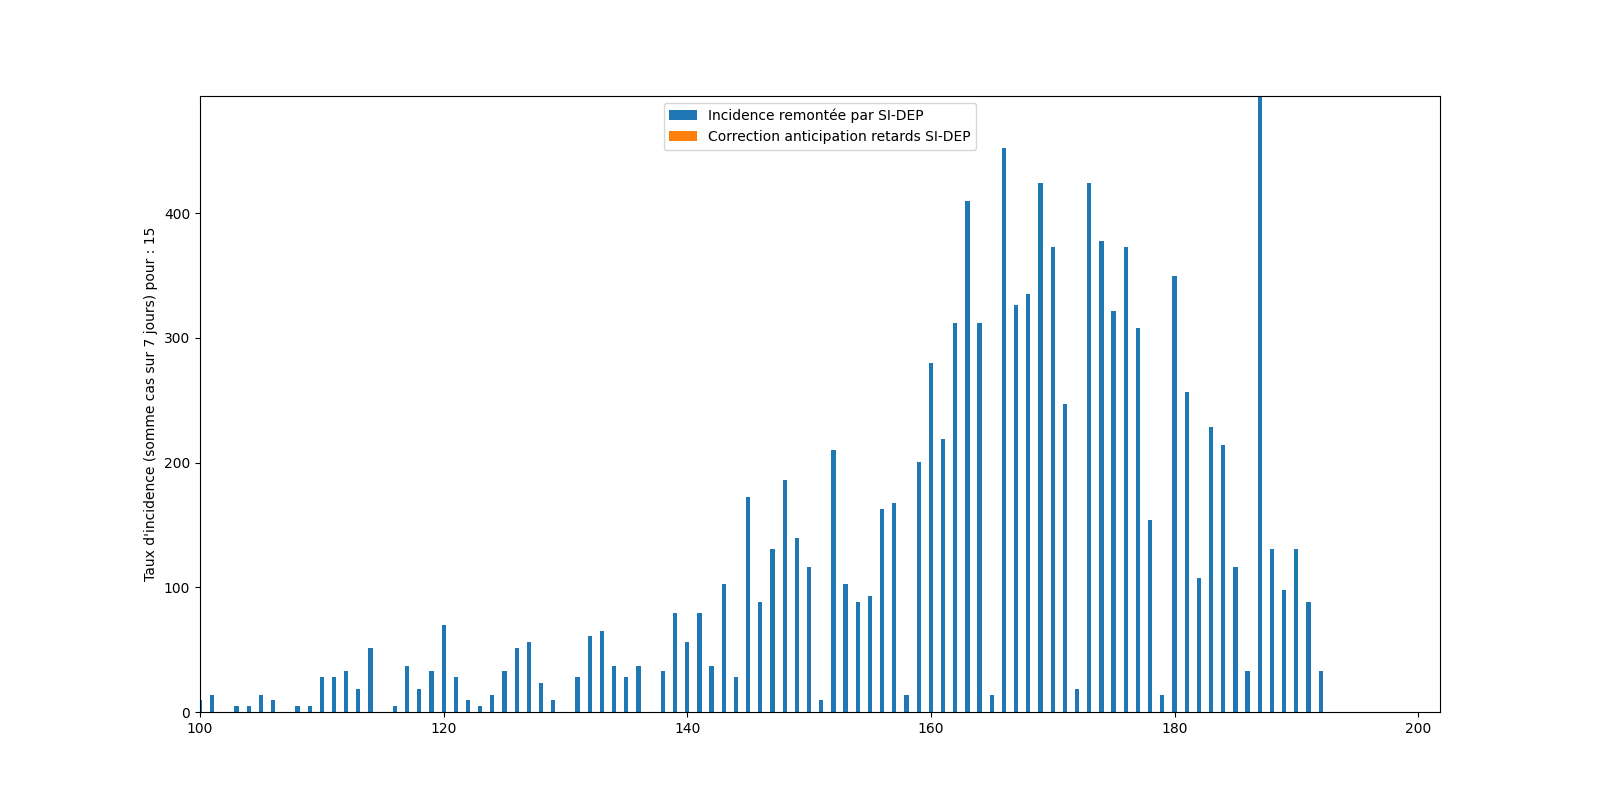 Incidence remontée par SI-DEP
Correction anticipation retards SI-DEP
Taux d'incidence (somme cas sur 7 jours) pour : 15
400
300
200
100
0
100 120 140 160 180 200